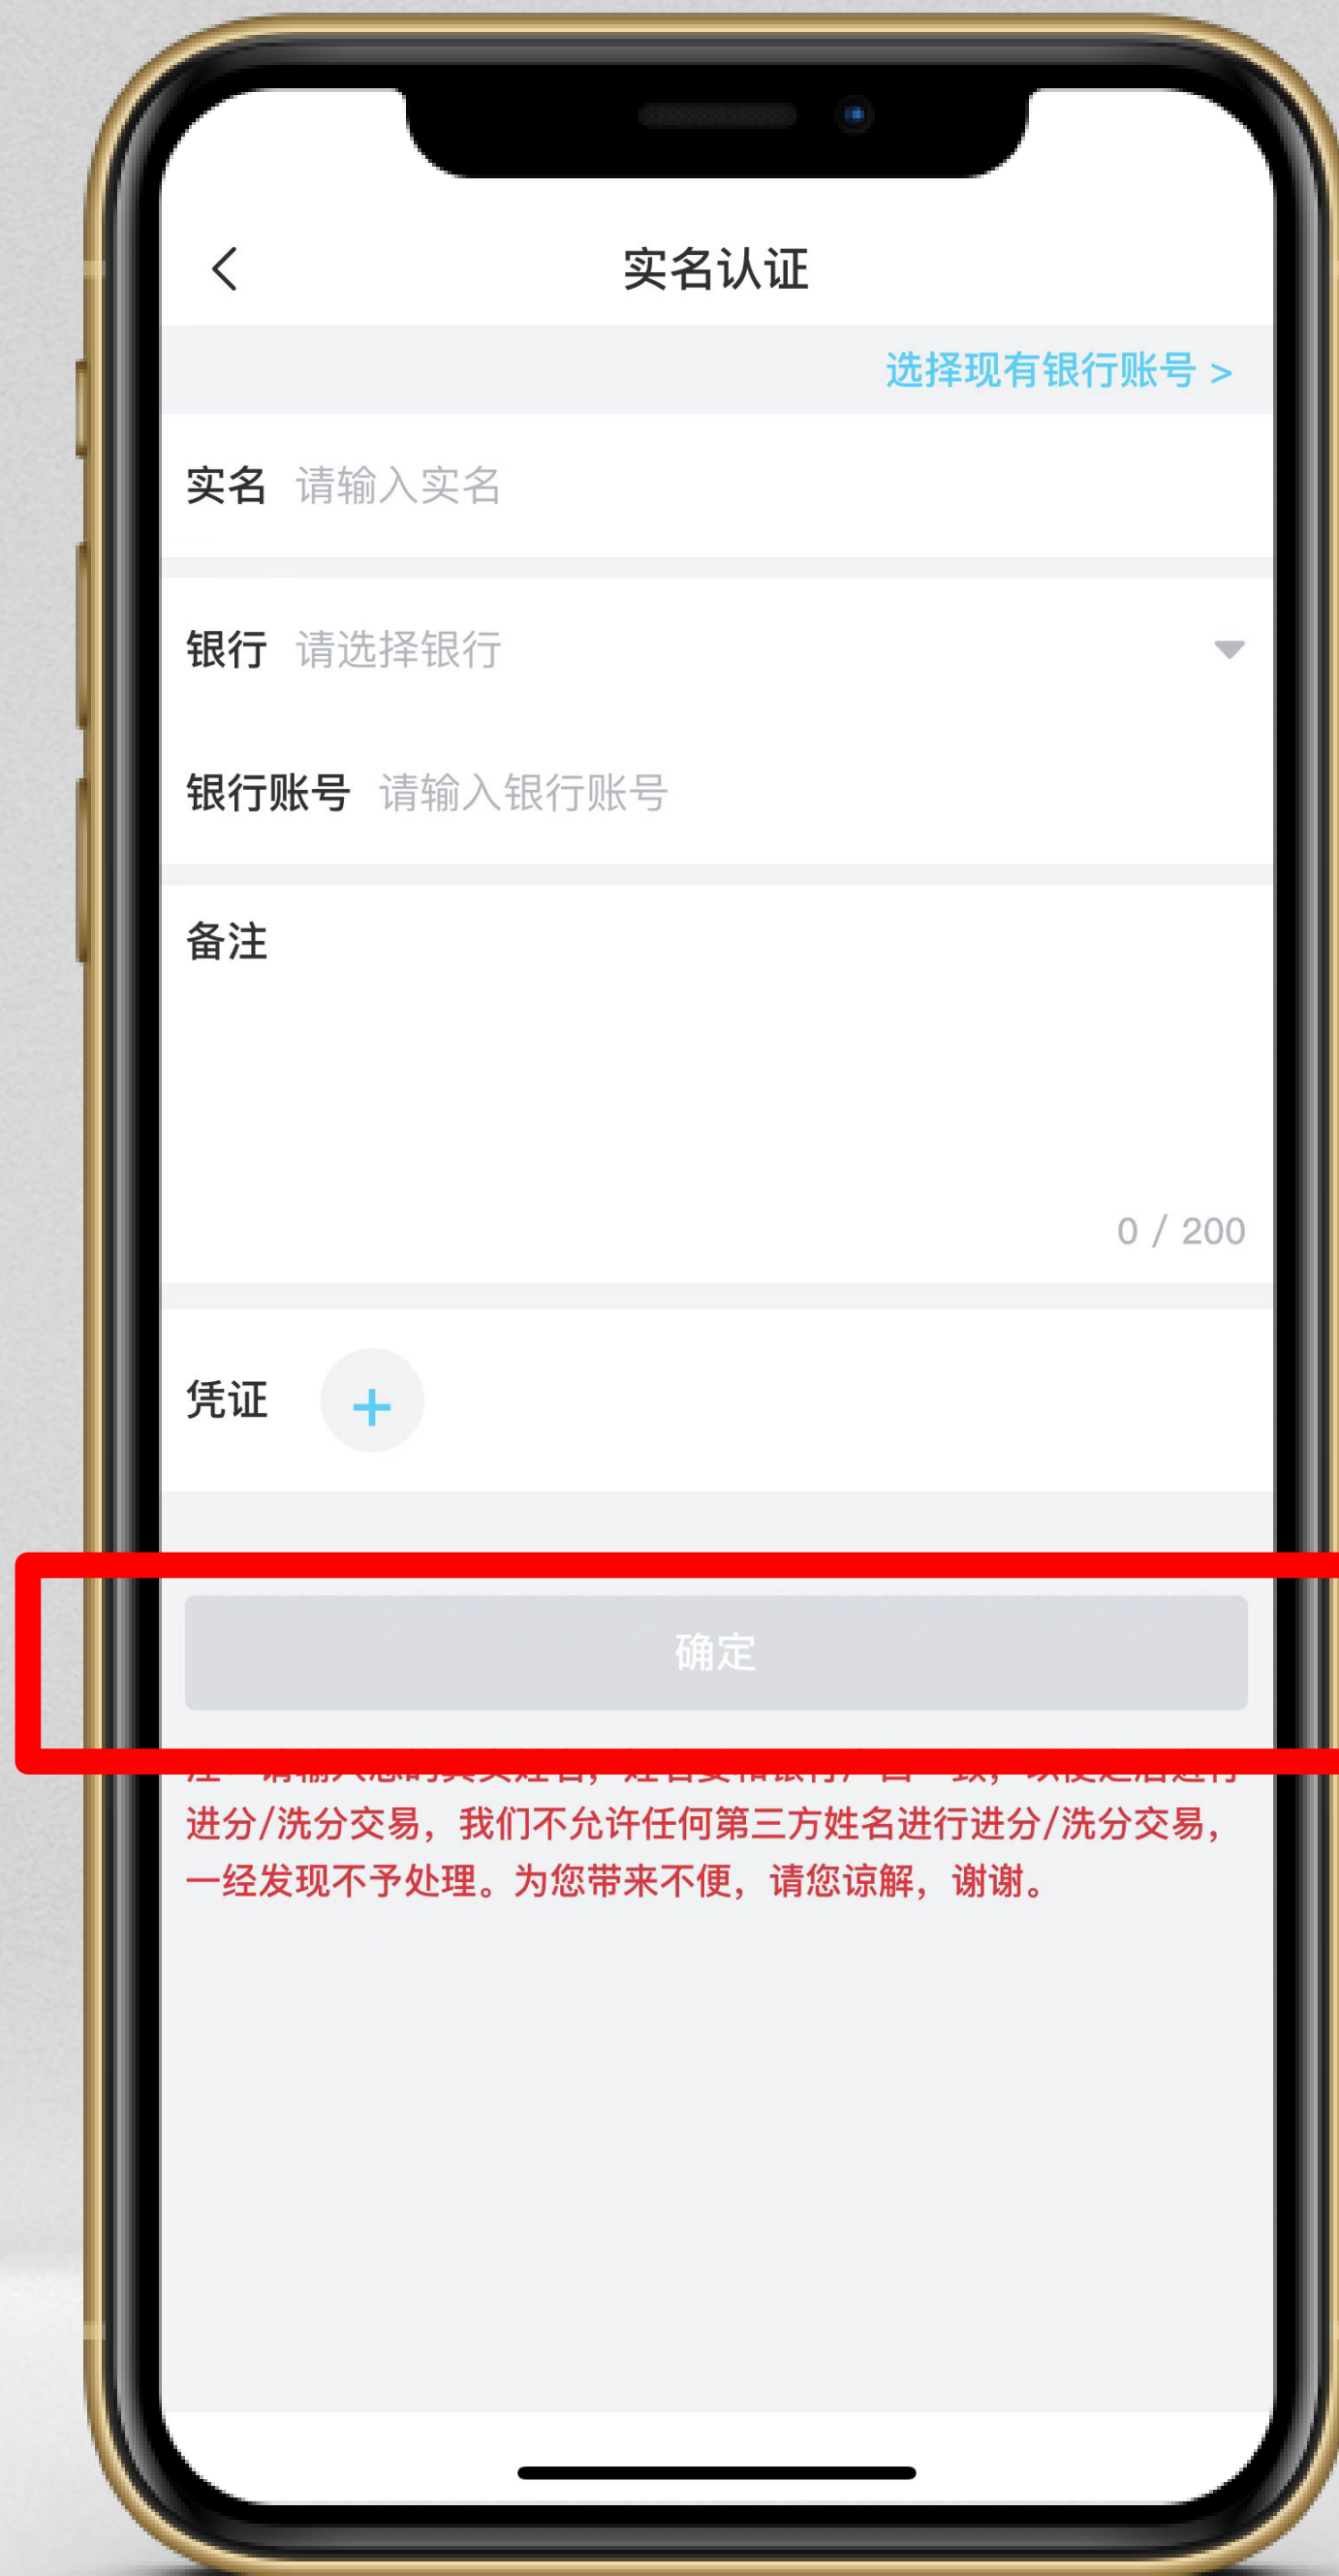 实名认证
选择现有银行账号 >
实名 请输入实名
银行 请选择银行
银行账号 请输入银行账号
备注
0 / 200
凭证 +
确定
进分/洗分交易，我们不允许任何第三方姓名进行进分/洗分交易，
一经发现不予处理。为您带来不便，请您谅解，谢谢。